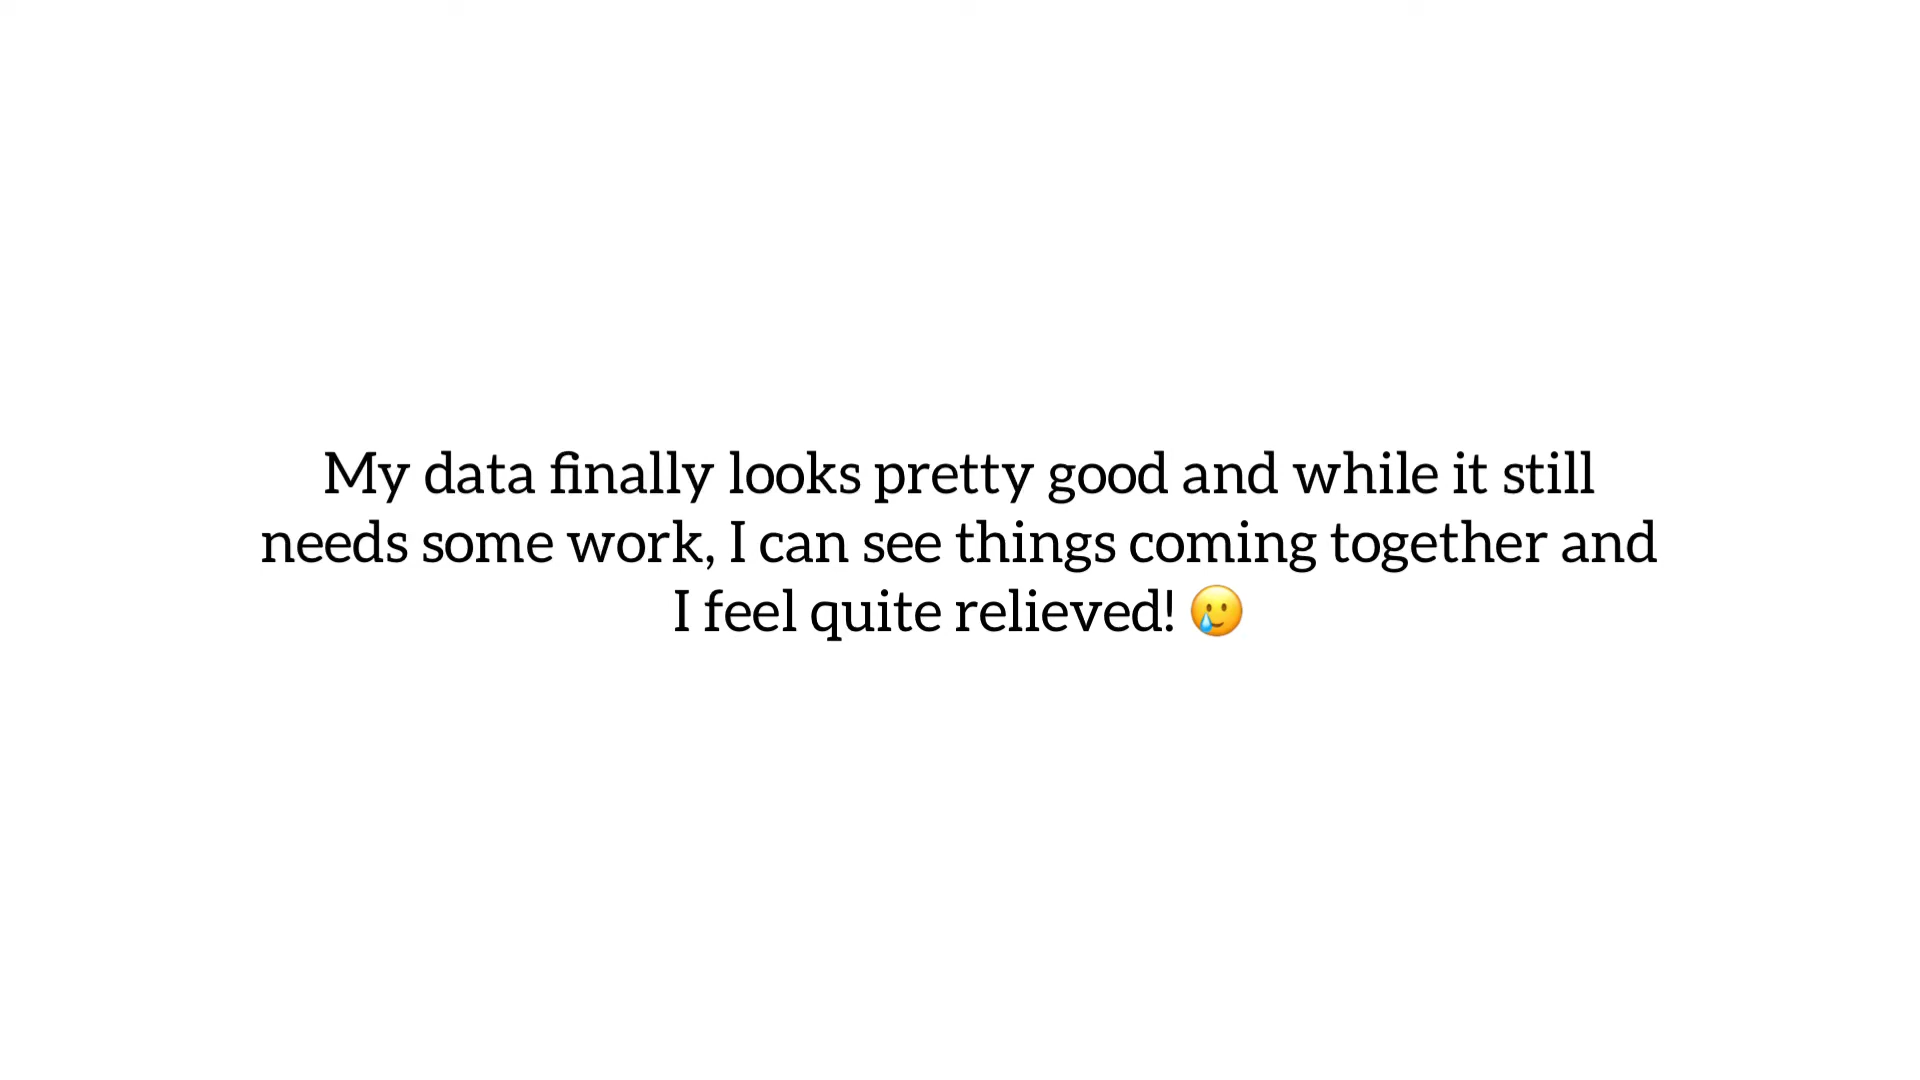 My data finally looks pretty good and while it still
needs some work, I can see things coming together and
I feel quite relieved! 🥲